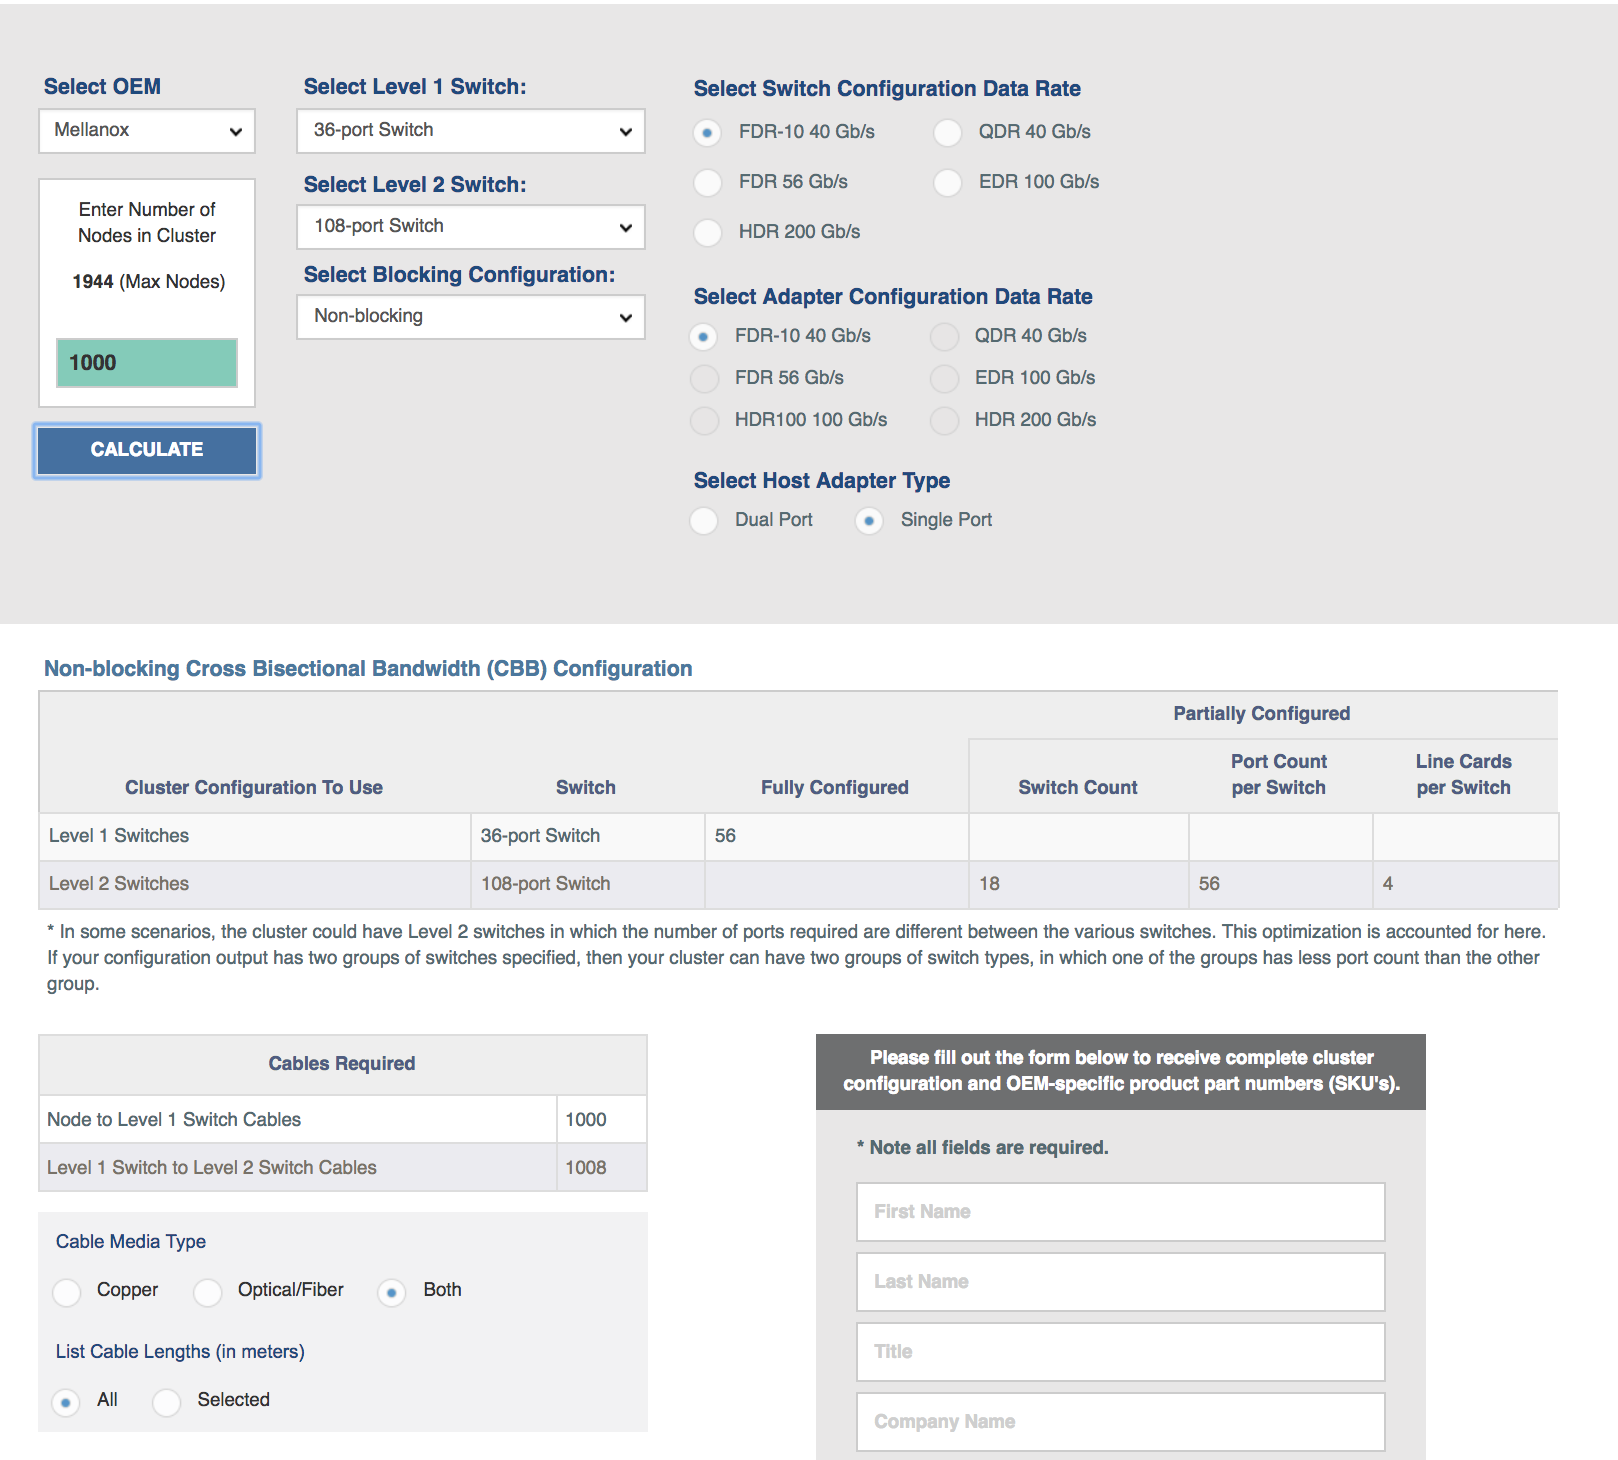 Select OEM
Mellanox
Enter Number of
Nodes in Cluster
1944 (Max Nodes)
1000
CALCULATE
Select Level 1 Switch:
36-port Switch
Select Level 2 Switch:
108-port Switch
Select Blocking Configuration:
Non-blocking
Select Switch Configuration Data Rate
FDR-10 40 Gb/s QDR 40 Gb/s
FDR 56 Gb/s EDR 100 Gb/s
HDR 200 Gb/s
Select Adapter Configuration Data Rate
FDR-10 40 Gb/s QDR 40 Gb/s
FDR 56 Gb/s EDR 100 Gb/s
HDR100 100 Gb/s HDR 200 Gb/s
Select Host Adapter Type
Dual Port Single Port
Non-blocking Cross Bisectional Bandwidth (CBB) Configuration
Partially Configured
Cluster Configuration To Use Switch Fully Configured Switch Count Port Count per Switch Line Cards per Switch
Level 1 Switches 36-port Switch 56
Level 2 Switches 108-port Switch 18 56 4
* In some scenarios, the cluster could have Level 2 switches in which the number of ports required are different between the various switches. This optimization is accounted for here.
If your configuration output has two groups of switches specified, then your cluster can have two groups of switch types, in which one of the groups has less port count than the other
group.
Cables Required
Node to Level 1 Switch Cables 1000
Level 1 Switch to Level 2 Switch Cables 1008
Cable Media Type
Copper Optical/Fiber Both
List Cable Lengths (in meters)
All Selected
Please fill out the form below to receive complete cluster
configuration and OEM-specific product part numbers (SKU's).
* Note all fields are required.
First Name
Last Name
Title
Company Name